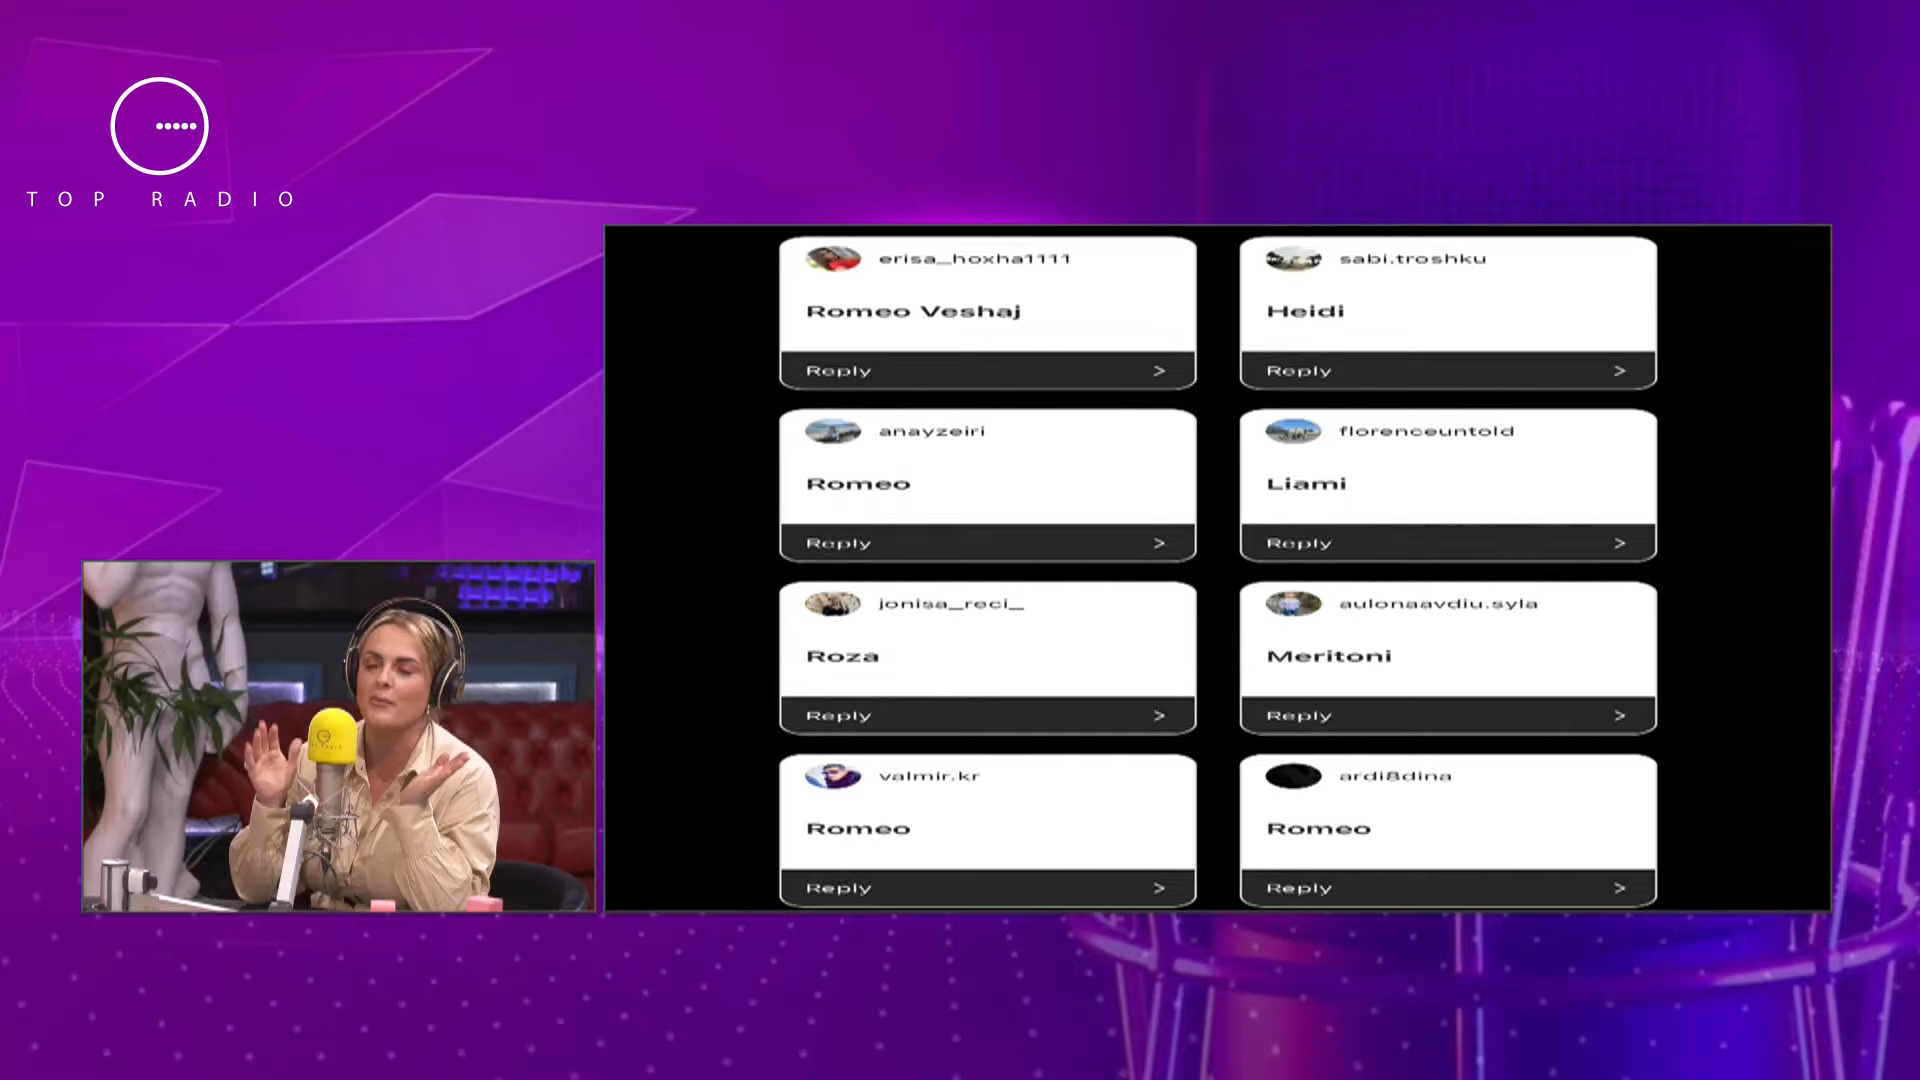 TOP RADIO
erisa_hoxha1111
Romeo Veshaj
Reply >
sabi.troshku
Heidi
Reply >
anayzeiri
Romeo
Reply >
florenceuntold
Liami
Reply >
jonisa_reci_
Roza
Reply >
aulonaavdiu.syla
Meritoni
Reply >
valmir.kr
Romeo
Reply >
ardi8dina
Romeo
Reply >